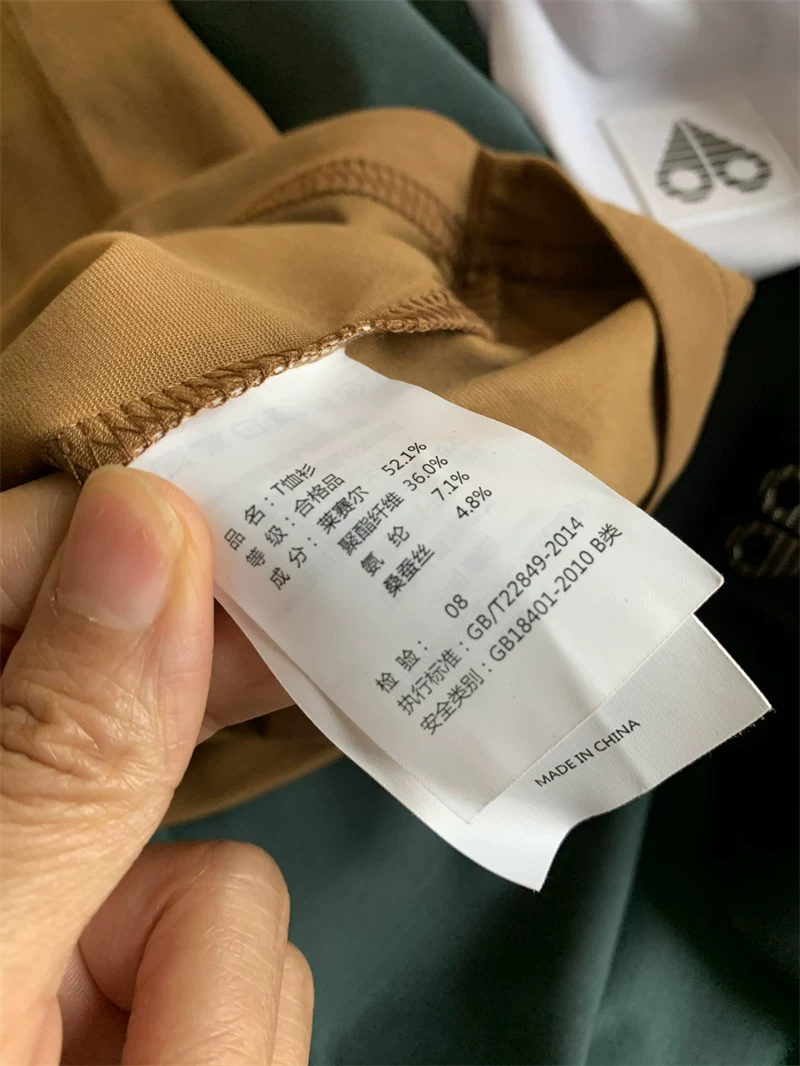 品 名：T恤衫
等 级：合格品
成 分：莱赛尔 52.1%
聚酯纤维 36.0%
氨 纶 7.1%
桑蚕丝 4.8%
检 验： 08
执行标准：GB/T22849-2014
安全类别：GB18401-2010 B类
MADE IN CHINA